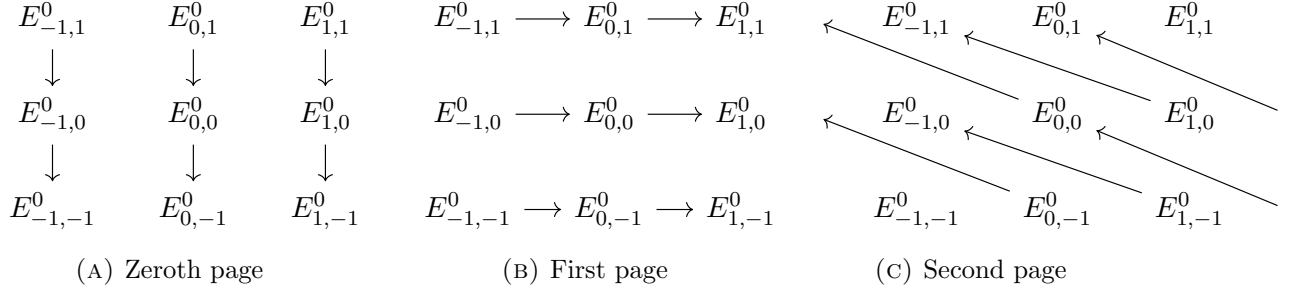 E^0_{-1,1} E^0_{0,1} E^0_{1,1} E^0_{-1,1} E^0_{0,1} E^0_{1,1} E^0_{-1,1} E^0_{0,1} E^0_{1,1}
E^0_{-1,0} E^0_{0,0} E^0_{1,0} E^0_{-1,0} E^0_{0,0} E^0_{1,0} E^0_{-1,0} E^0_{0,0} E^0_{1,0}
E^0_{-1,-1} E^0_{0,-1} E^0_{1,-1} E^0_{-1,-1} E^0_{0,-1} E^0_{1,-1} E^0_{-1,-1} E^0_{0,-1} E^0_{1,-1}
(A) Zeroth page (B) First page (C) Second page